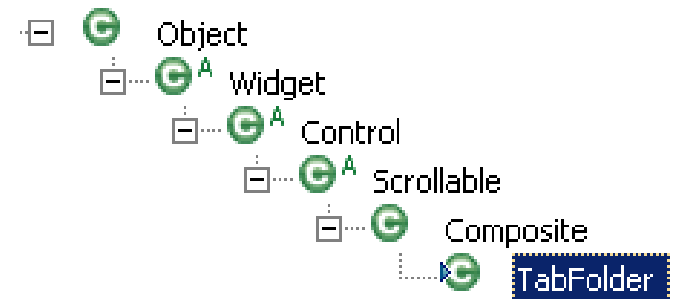 C Object
C A Widget
C A Control
C A Scrollable
C Composite
C TabFolder